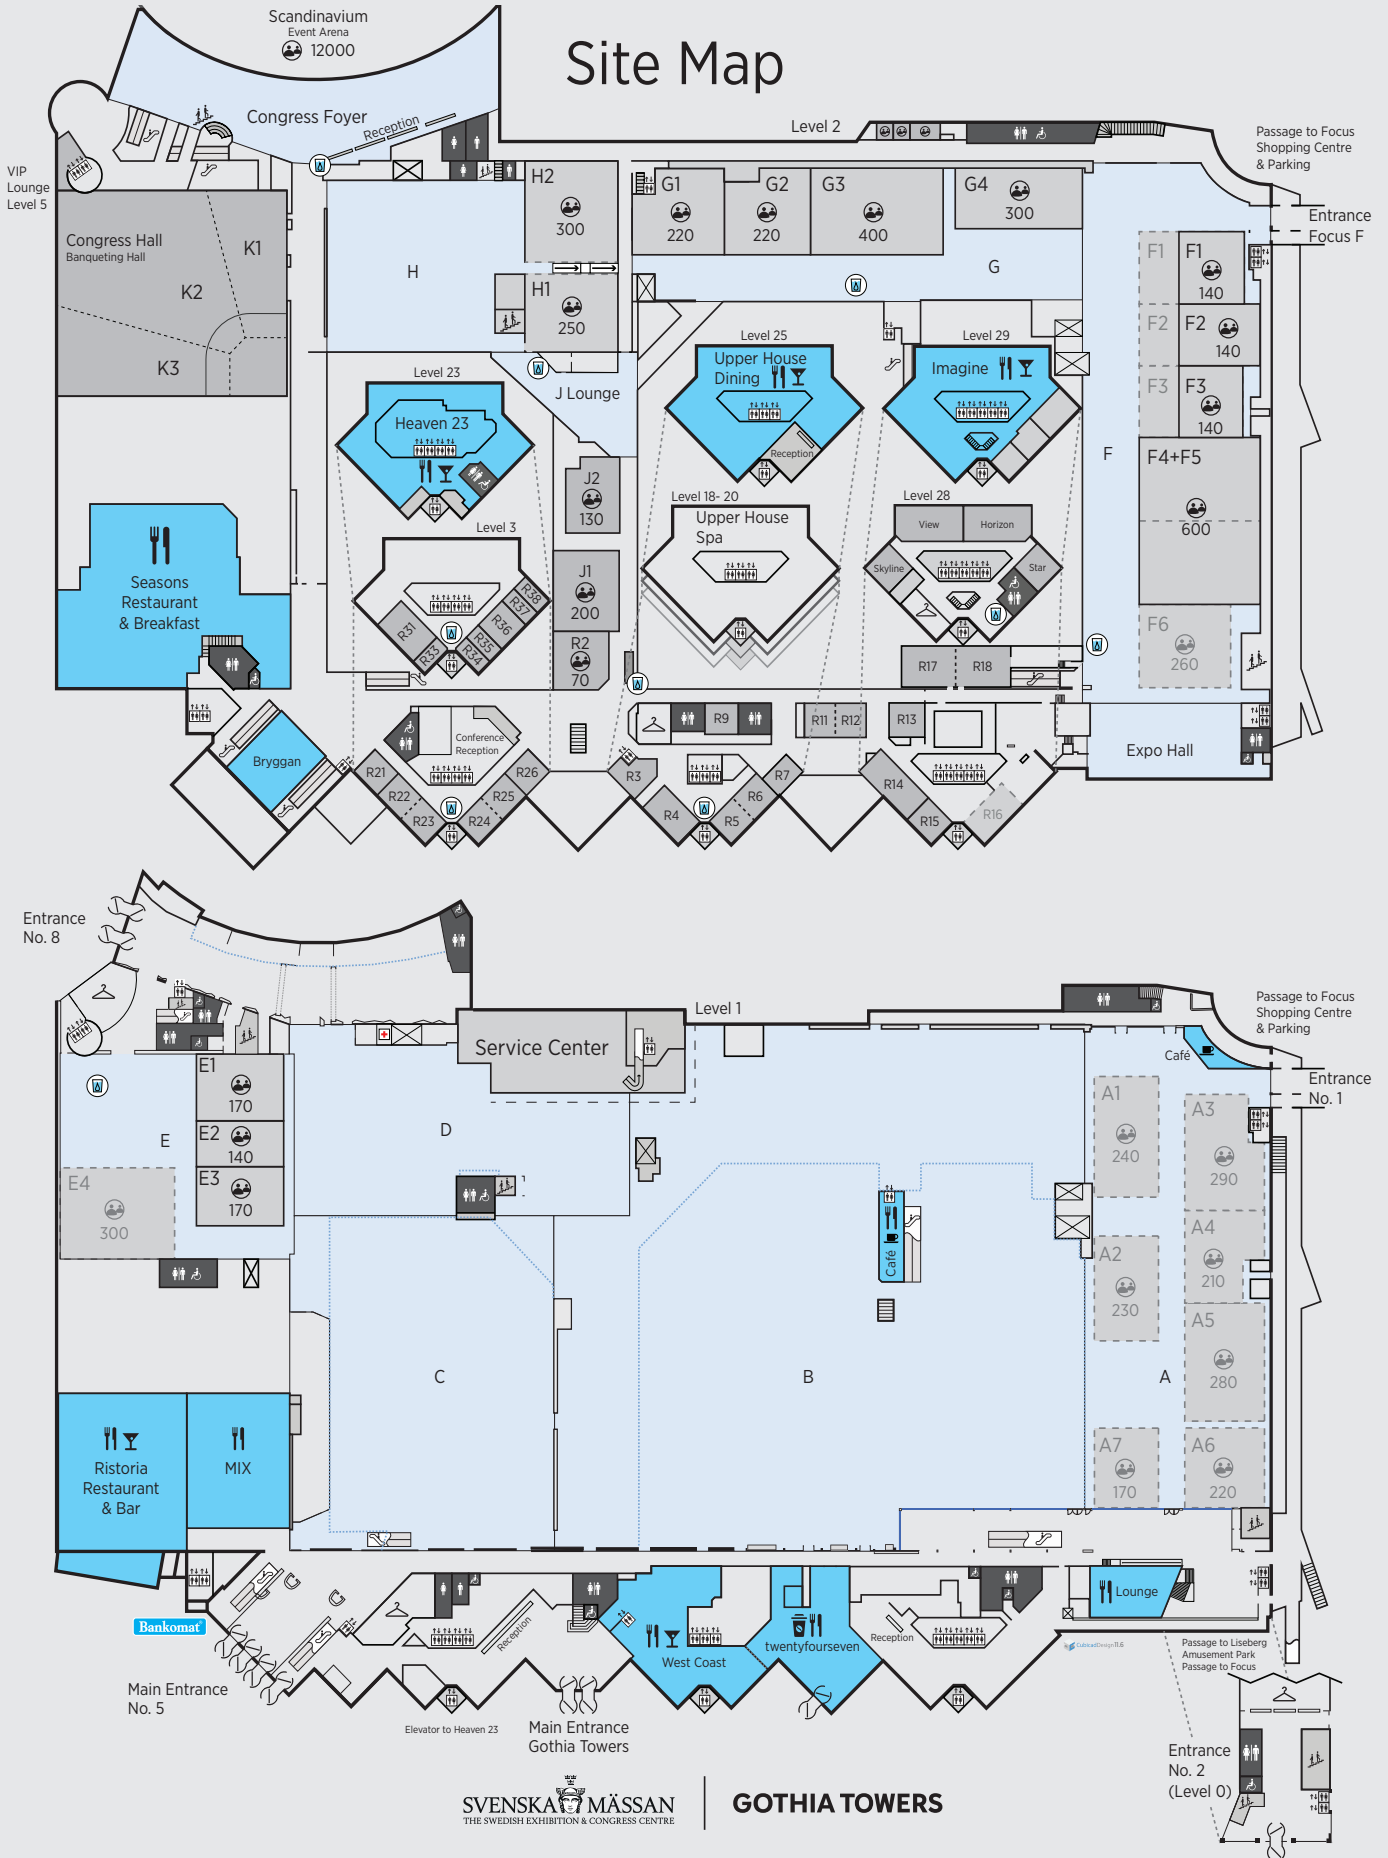 Site Map
Scandinavium
Event Arena
12000
Congress Foyer
Reception
Level 2
Passage to Focus
Shopping Centre
& Parking
VIP
Lounge
Level 5
Entrance
Focus F
Congress Hall
Banqueting Hall
K1
K2
K3
H
H2
300
H1
250
G1
220
G2
220
G3
400
G4
300
G
F1
F1
140
F2
F2
140
F3
F3
140
F
F4+F5
600
F6
260
J Lounge
Level 23
Heaven 23
Level 25
Upper House
Dining
Reception
Level 29
Imagine
J2
130
Level 18- 20
Upper House
Spa
Level 28
View
Horizon
Skyline
Star
Level 3
R38
R37
R36
R35
R34
R33
R31
J1
200
R2
70
Seasons
Restaurant
& Breakfast
R17
R18
R9
R11
R12
R13
Conference
Reception
Bryggan
Expo Hall
R21
R22
R23
R24
R25
R26
R3
R4
R5
R6
R7
R14
R15
R16
Entrance
No. 8
Level 1
Passage to Focus
Shopping Centre
& Parking
Service Center
Café
Entrance
No. 1
E1
170
E2
140
E3
170
E
E4
300
D
A1
240
A3
290
A2
230
A4
210
Café
A5
280
C
B
A
A7
170
A6
220
Ristoria
Restaurant
& Bar
MIX
Bankomat
Reception
West Coast
twentyfourseven
Reception
Lounge
CubicadDesign 11.6
Passage to Liseberg
Amusement Park
Passage to Focus
Main Entrance
No. 5
Elevator to Heaven 23
Main Entrance
Gothia Towers
Entrance
No. 2
(Level 0)
SVENSKA MÄSSAN
THE SWEDISH EXHIBITION & CONGRESS CENTRE
GOTHIA TOWERS